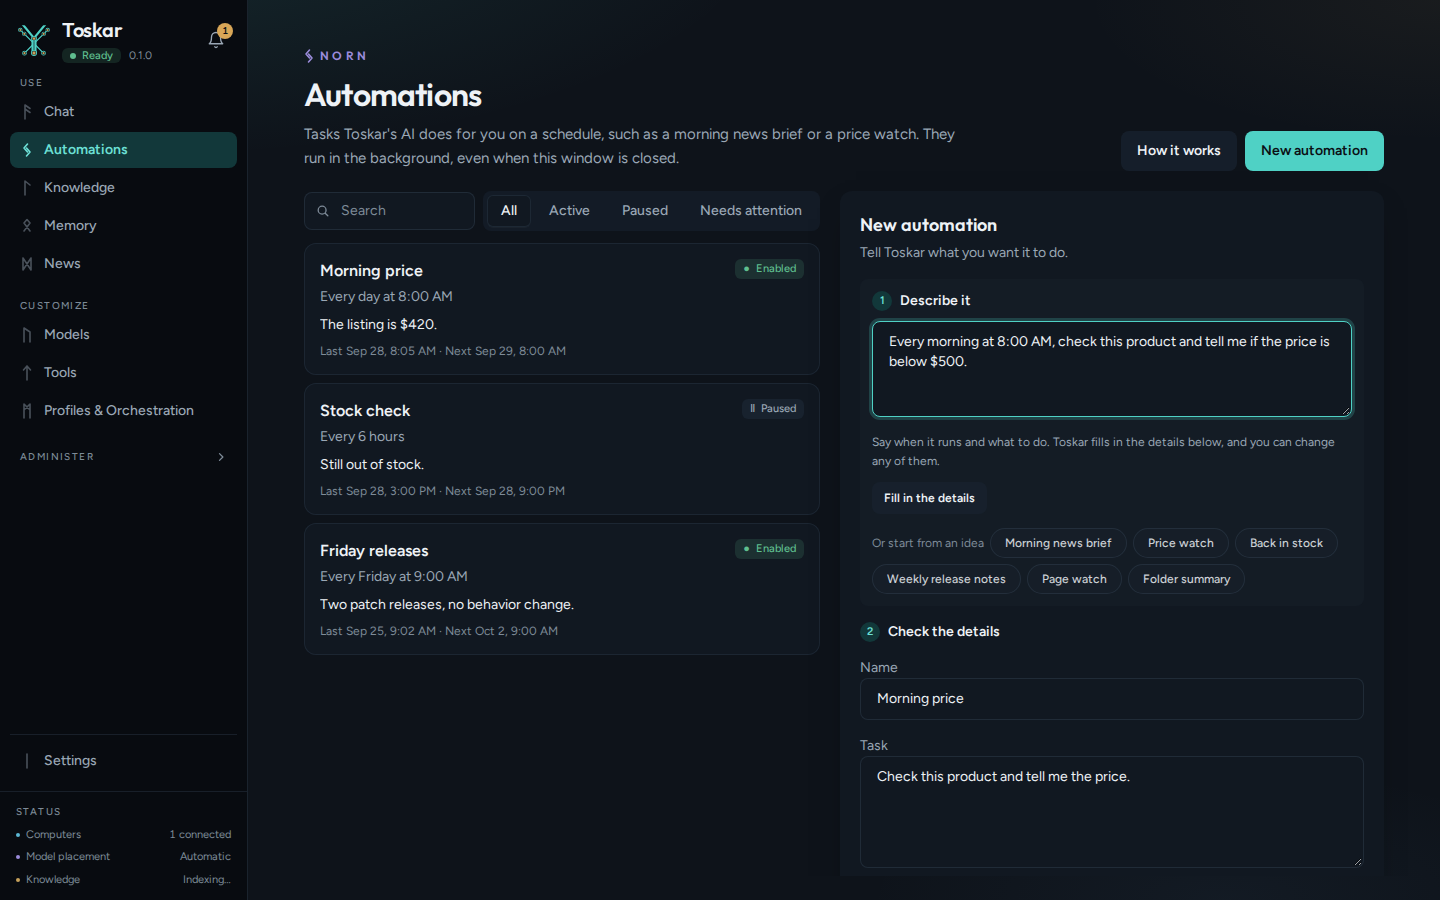 Toskar
1
Ready 0.1.0
USE
Chat
Automations
Knowledge
Memory
News
CUSTOMIZE
Models
Tools
Profiles & Orchestration
ADMINISTER
Settings
STATUS
Computers 1 connected
Model placement Automatic
Knowledge Indexing...
NORN
Automations
Tasks Toskar's AI does for you on a schedule, such as a morning news brief or a price watch. They
run in the background, even when this window is closed.
How it works
New automation
Search
All Active Paused Needs attention
Morning price Enabled
Every day at 8:00 AM
The listing is $420.
Last Sep 28, 8:05 AM · Next Sep 29, 8:00 AM
Stock check Paused
Every 6 hours
Still out of stock.
Last Sep 28, 3:00 PM · Next Sep 28, 9:00 PM
Friday releases Enabled
Every Friday at 9:00 AM
Two patch releases, no behavior change.
Last Sep 25, 9:02 AM · Next Oct 2, 9:00 AM
New automation
Tell Toskar what you want it to do.
1 Describe it
Every morning at 8:00 AM, check this product and tell me if the price is
below $500.
Say when it runs and what to do. Toskar fills in the details below, and you can change
any of them.
Fill in the details
Or start from an idea Morning news brief Price watch Back in stock
Weekly release notes Page watch Folder summary
2 Check the details
Name
Morning price
Task
Check this product and tell me the price.